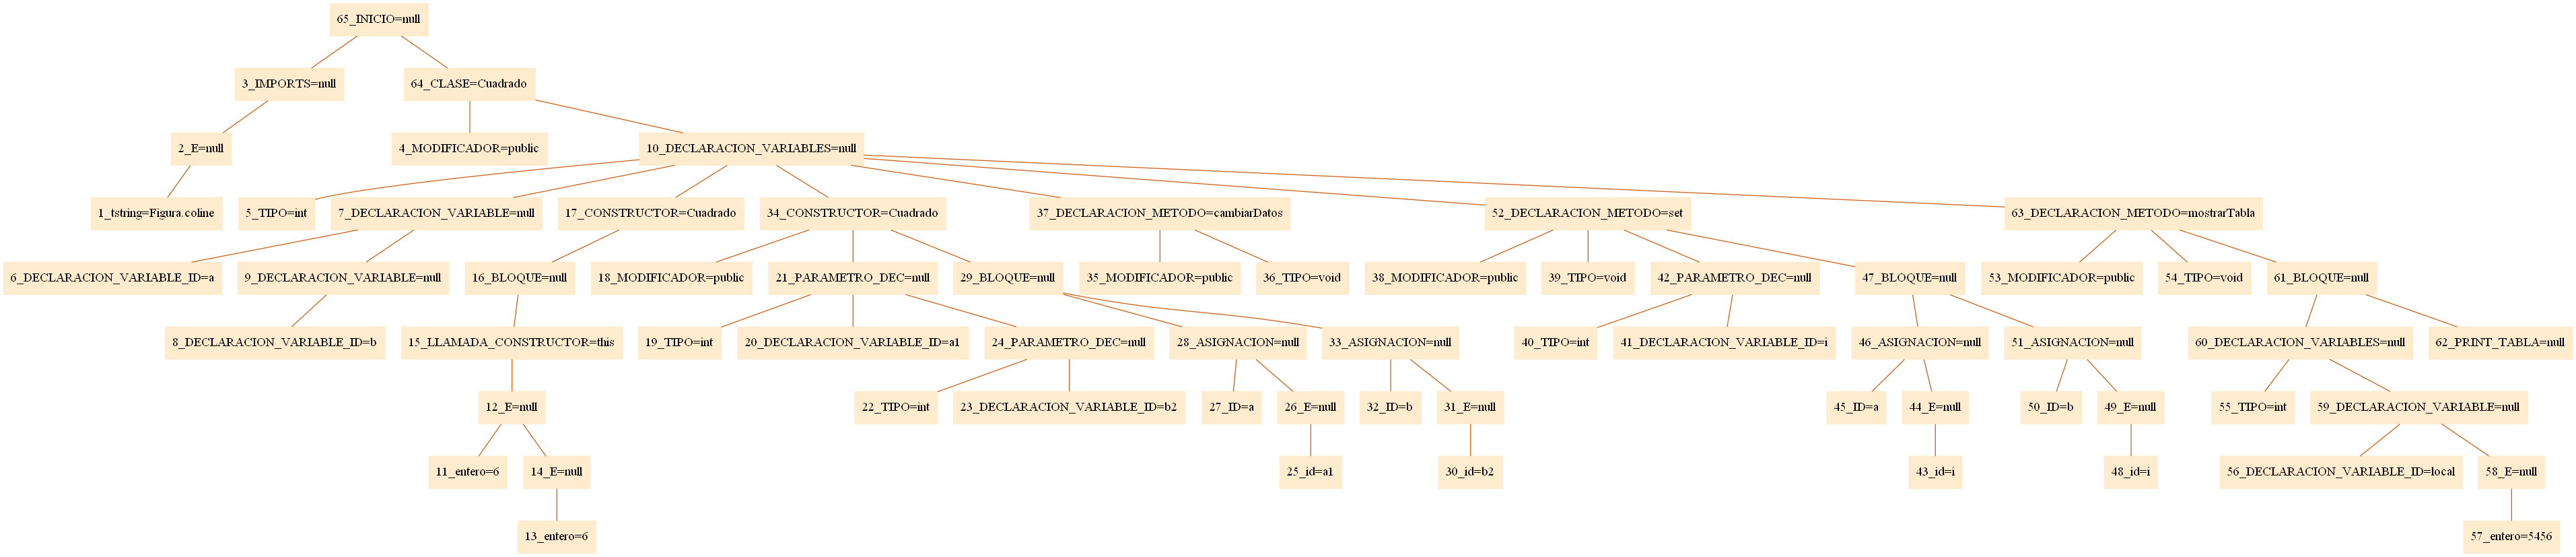 65_INICIO=null
3_IMPORTS=null
64_CLASE=Cuadrado
2_E=null
4_MODIFICADOR=public
10_DECLARACION_VARIABLES=null
1_tstring=Figura.coline
5_TIPO=int
7_DECLARACION_VARIABLE=null
17_CONSTRUCTOR=Cuadrado
34_CONSTRUCTOR=Cuadrado
37_DECLARACION_METODO=cambiarDatos
52_DECLARACION_METODO=set
63_DECLARACION_METODO=mostrarTabla
6_DECLARACION_VARIABLE_ID=a
9_DECLARACION_VARIABLE=null
16_BLOQUE=null
18_MODIFICADOR=public
21_PARAMETRO_DEC=null
29_BLOQUE=null
35_MODIFICADOR=public
36_TIPO=void
38_MODIFICADOR=public
39_TIPO=void
42_PARAMETRO_DEC=null
47_BLOQUE=null
53_MODIFICADOR=public
54_TIPO=void
61_BLOQUE=null
8_DECLARACION_VARIABLE_ID=b
15_LLAMADA_CONSTRUCTOR=this
19_TIPO=int
20_DECLARACION_VARIABLE_ID=a1
24_PARAMETRO_DEC=null
28_ASIGNACION=null
33_ASIGNACION=null
40_TIPO=int
41_DECLARACION_VARIABLE_ID=i
46_ASIGNACION=null
51_ASIGNACION=null
60_DECLARACION_VARIABLES=null
62_PRINT_TABLA=null
12_E=null
22_TIPO=int
23_DECLARACION_VARIABLE_ID=b2
27_ID=a
26_E=null
32_ID=b
31_E=null
45_ID=a
44_E=null
50_ID=b
49_E=null
55_TIPO=int
59_DECLARACION_VARIABLE=null
11_entero=6
14_E=null
25_id=a1
30_id=b2
43_id=i
48_id=i
56_DECLARACION_VARIABLE_ID=local
58_E=null
13_entero=6
57_entero=5456